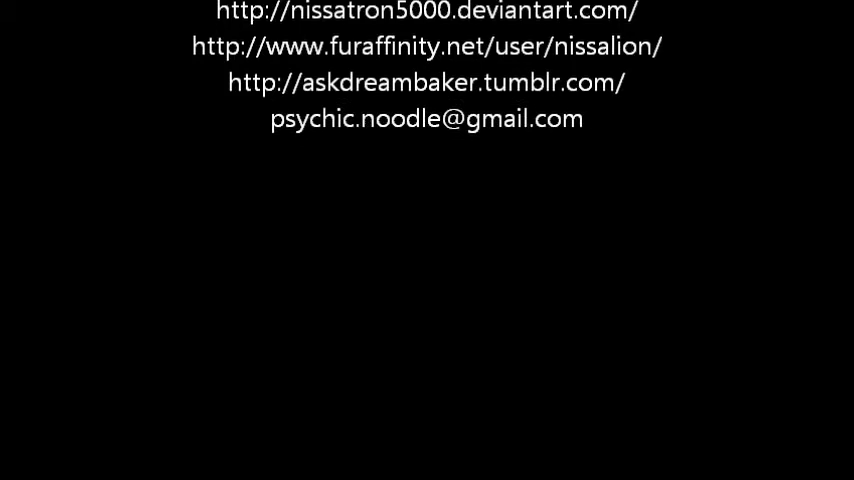 http://nissatron5000.deviantart.com/
http://www.furaffinity.net/user/nissalion/
http://askdreambaker.tumblr.com/
psychic.noodle@gmail.com